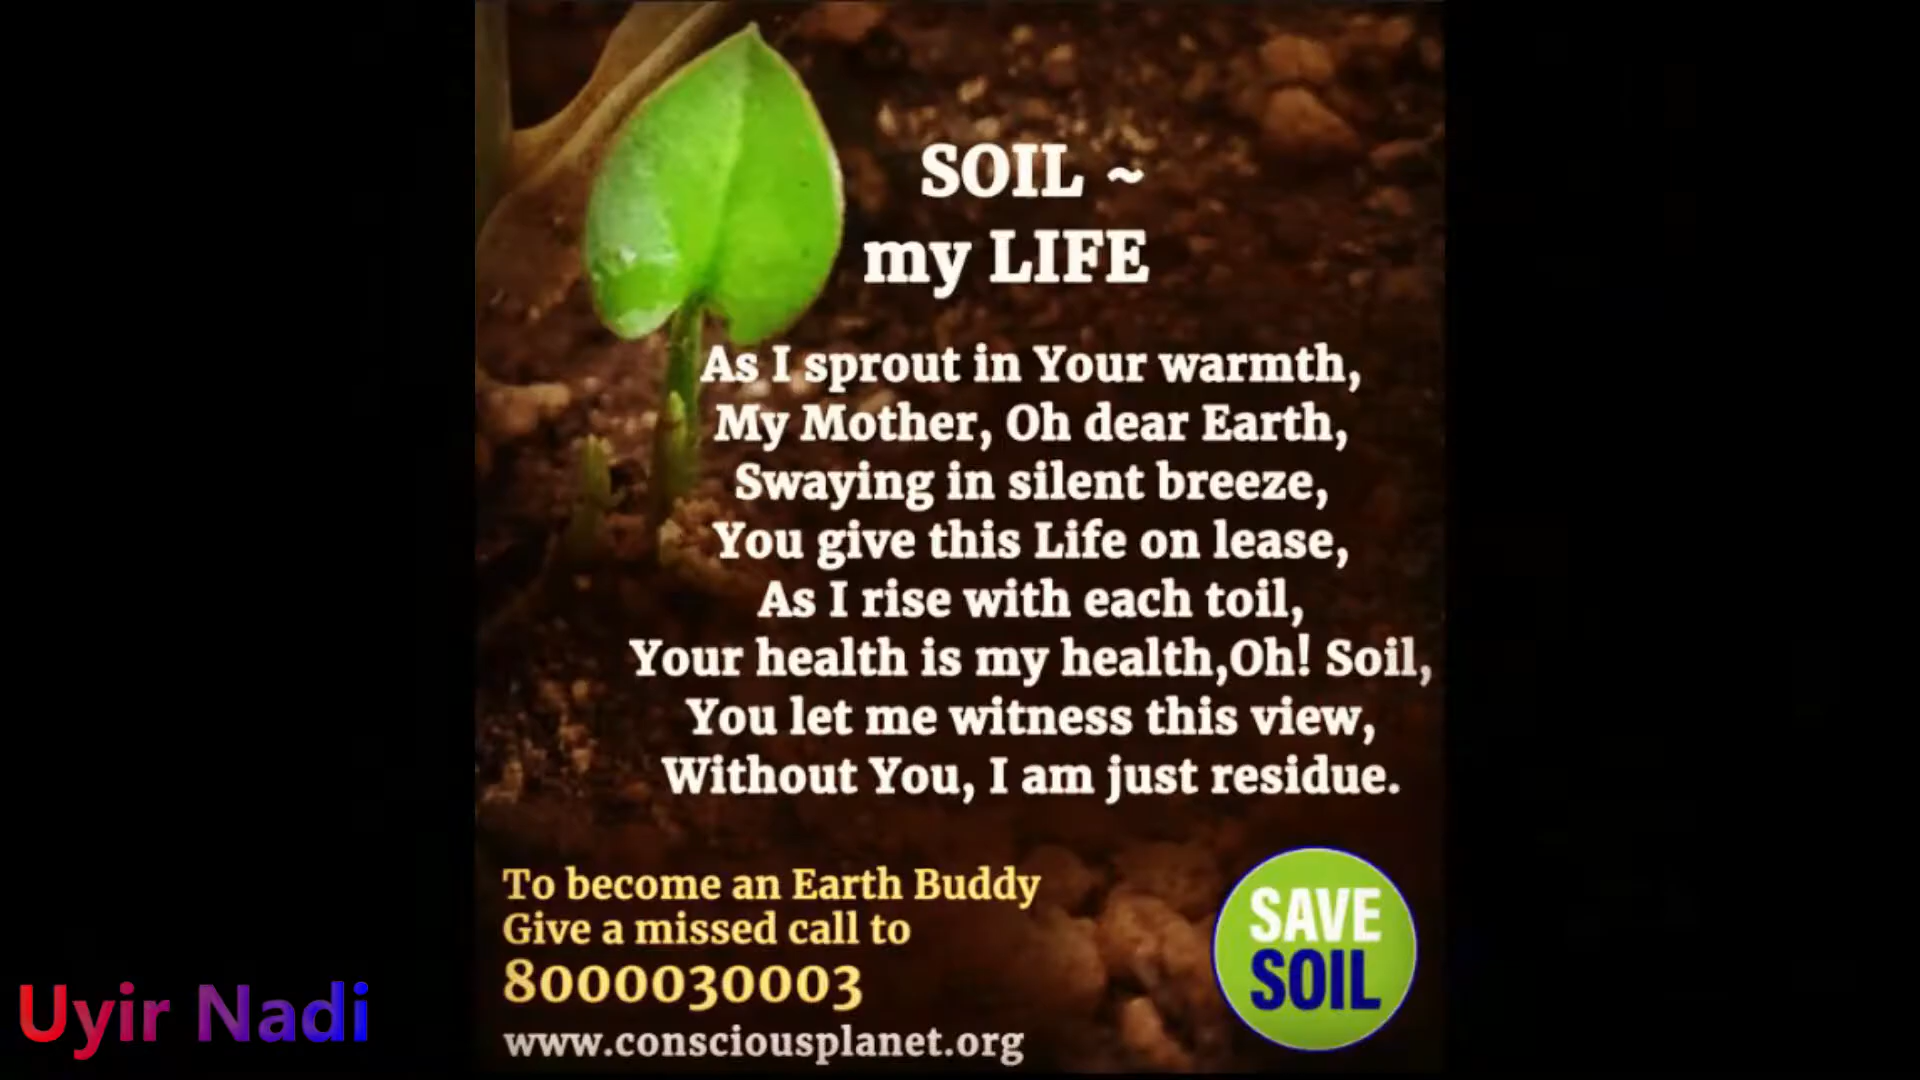 SOIL ~
my LIFE
As I sprout in Your warmth,
My Mother, Oh dear Earth,
Swaying in silent breeze,
You give this Life on lease,
As I rise with each toil,
Your health is my health,Oh! Soil,
You let me witness this view,
Without You, I am just residue.
To become an Earth Buddy
Give a missed call to
8000030003
www.consciousplanet.org
SAVE
SOIL
Uyir Nadi